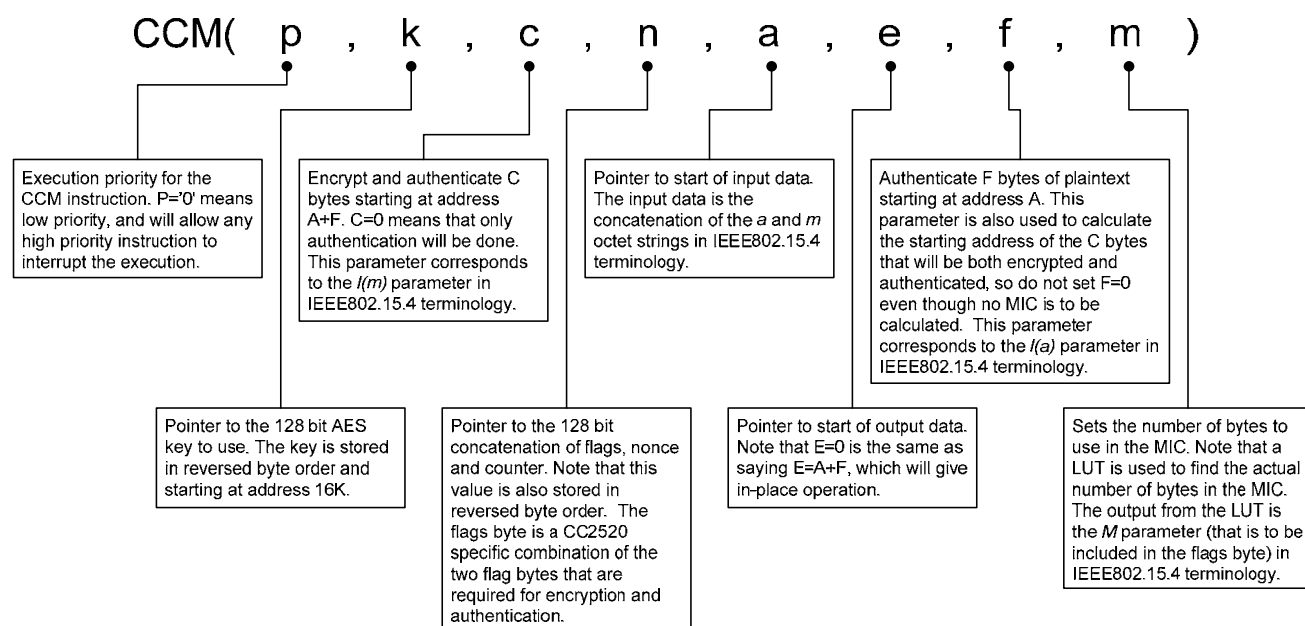 CCM( p , k , c , n , a , e , f , m )
Execution priority for the
CCM instruction. P='0' means
low priority, and will allow any
high priority instruction to
interrupt the execution.
Encrypt and authenticate C
bytes starting at address
A+F. C=0 means that only
authentication will be done.
This parameter corresponds
to the l(m) parameter in
IEEE802.15.4 terminology.
Pointer to start of input data.
The input data is the
concatenation of the a and m
octet strings in IEEE802.15.4
terminology.
Authenticate F bytes of plaintext
starting at address A. This
parameter is also used to calculate
the starting address of the C bytes
that will be both encrypted and
authenticated, so do not set F=0
even though no MIC is to be
calculated. This parameter
corresponds to the l(a) parameter in
IEEE802.15.4 terminology.
Pointer to the 128 bit AES
key to use. The key is stored
in reversed byte order and
starting at address 16K.
Pointer to the 128 bit
concatenation of flags, nonce
and counter. Note that this
value is also stored in
reversed byte order. The
flags byte is a CC2520
specific combination of the
two flag bytes that are
required for encryption and
authentication.
Pointer to start of output data.
Note that E=0 is the same as
saying E=A+F, which will give
in-place operation.
Sets the number of bytes to
use in the MIC. Note that a
LUT is used to find the actual
number of bytes in the MIC.
The output from the LUT is
the M parameter (that is to be
included in the flags byte) in
IEEE802.15.4 terminology.